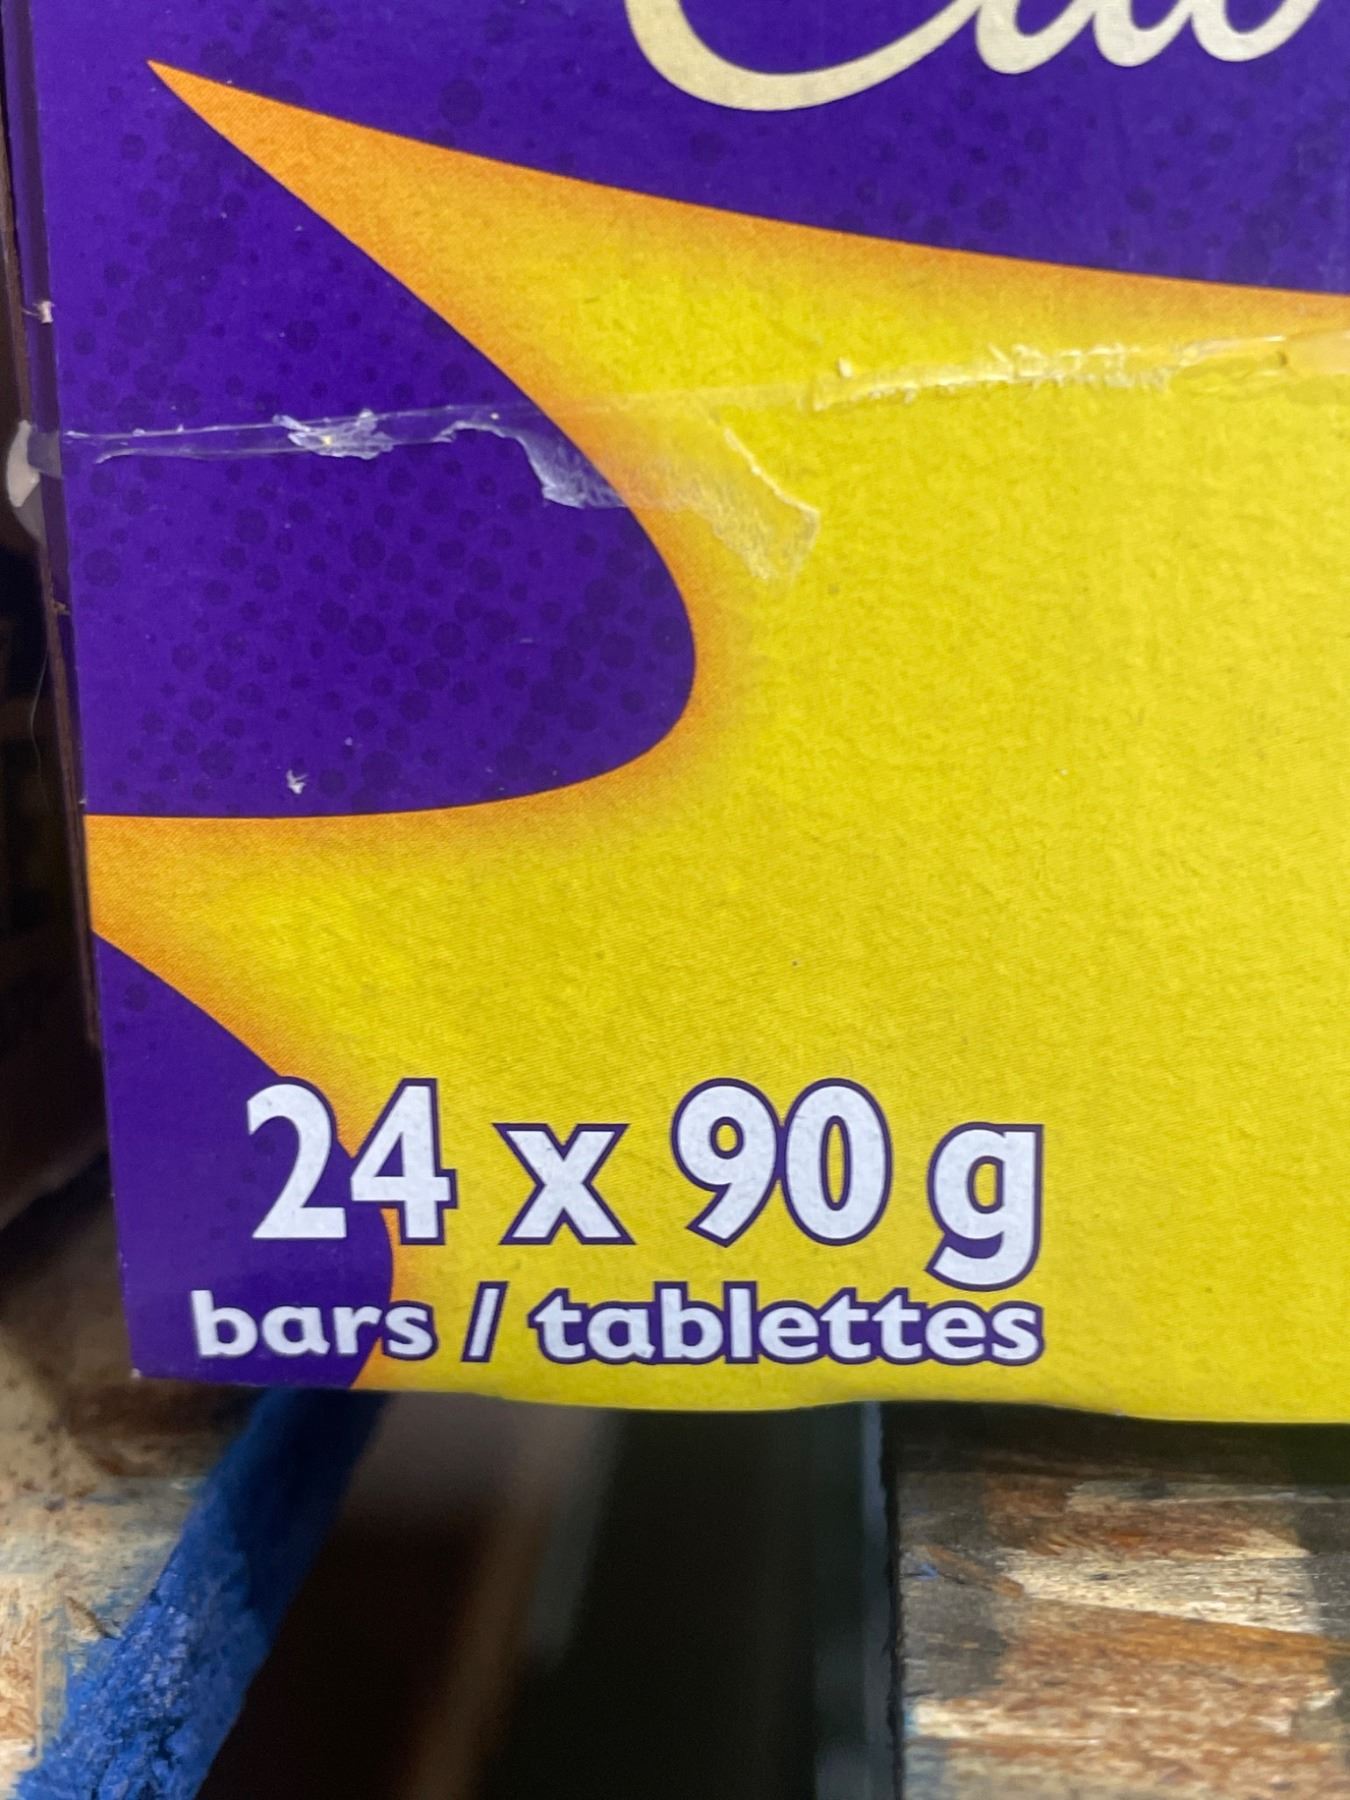 24 x 90 g
bars / tablettes